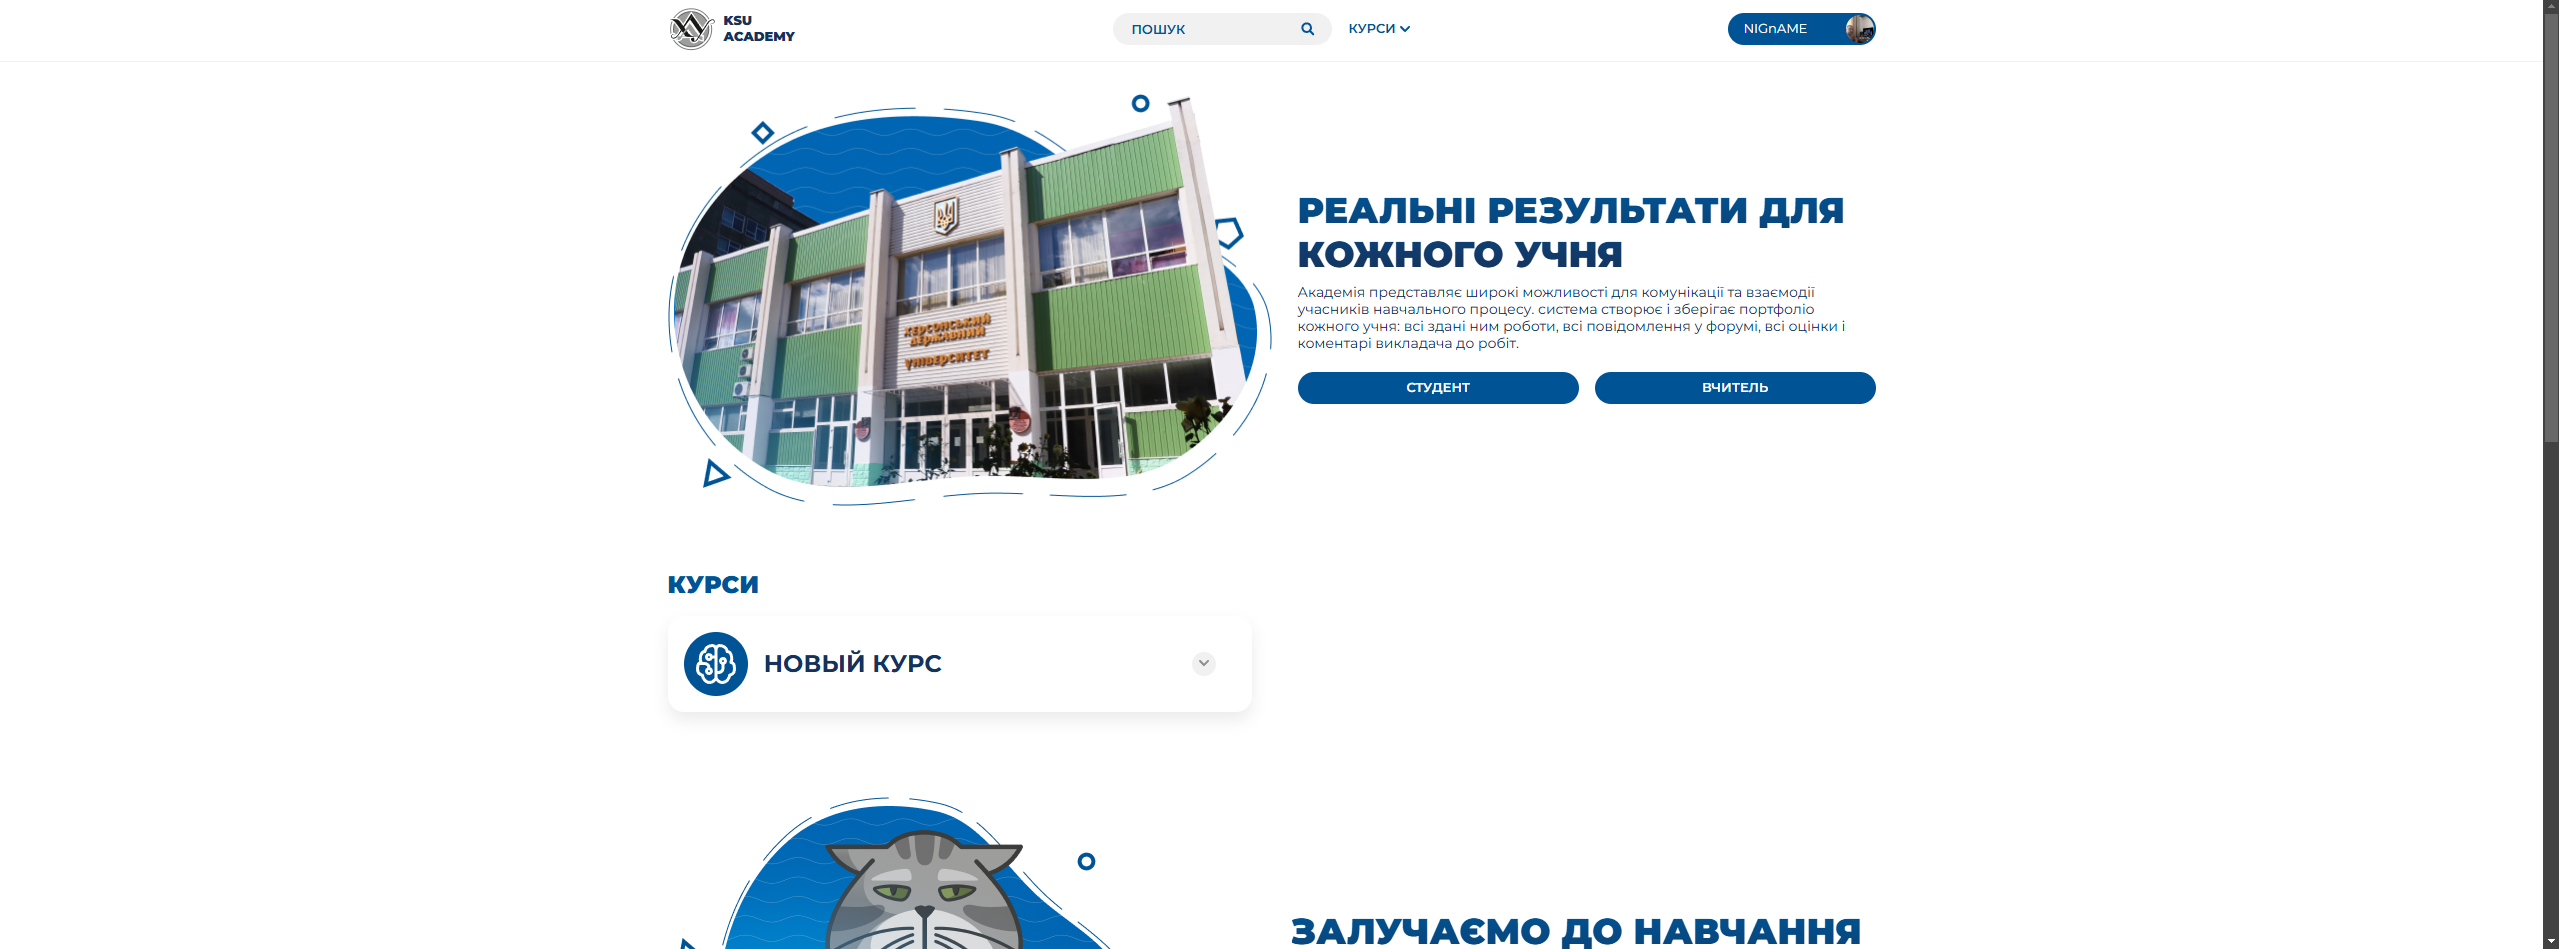 KSU
ACADEMY
ПОШУК
КУРСИ
NIGnAME
ХЕРСОНСЬКИЙ
ДЕРЖАВНИЙ
УНІВЕРСИТЕТ
РЕАЛЬНІ РЕЗУЛЬТАТИ ДЛЯ
КОЖНОГО УЧНЯ
Академія представляє широкі можливості для комунікації та взаємодії
учасників навчального процесу. система створює і зберігає портфоліо
кожного учня: всі здані ним роботи, всі повідомлення у форумі, всі оцінки і
коментарі викладача до робіт.
СТУДЕНТ
ВЧИТЕЛЬ
КУРСИ
НОВЫЙ КУРС
ЗАЛУЧАЄМО ДО НАВЧАННЯ